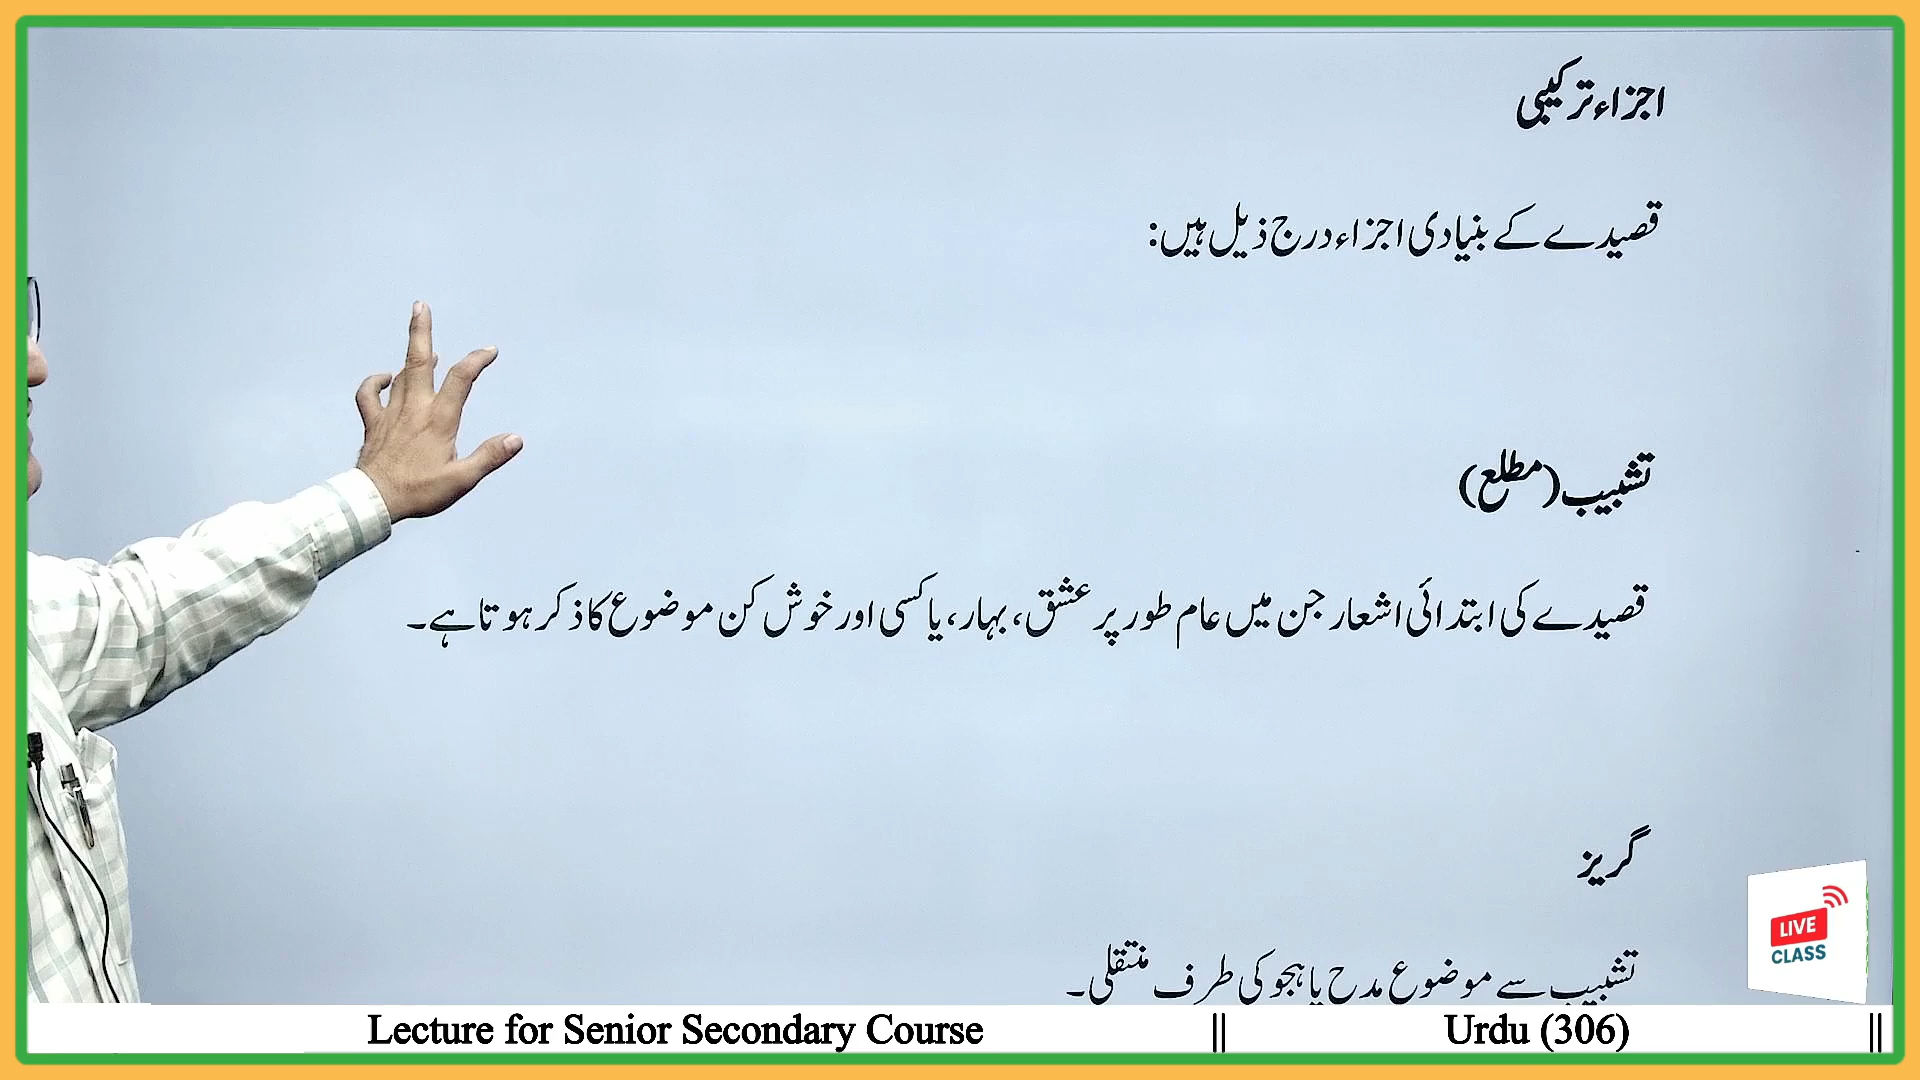 اجزاء ترکیبی
قصیدے کے بنیادی اجزاء درج ذیل ہیں:
تشبیب (مطلع)
قصیدے کی ابتدائی اشعار جن میں عام طور پر عشق، بہار، یا کسی اور خوش کن موضوع کا ذکر ہوتا ہے۔
گریز
تشبیب سے موضوع مدح یا ہجو کی طرف منتقلی۔
LIVE
CLASS
Lecture for Senior Secondary Course || Urdu (306) ||